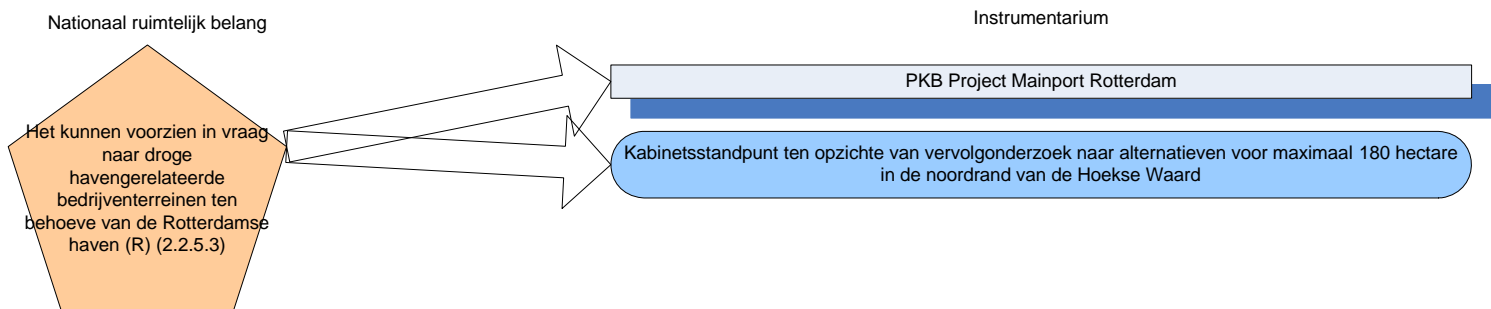 Nationaal ruimtelijk belang
Instrumentarium
Het kunnen voorzien in vraag
naar droge
havengerelateerde
bedrijventerreinen ten
behoeve van de Rotterdamse
haven (R) (2.2.5.3)
PKB Project Mainport Rotterdam
Kabinetsstandpunt ten opzichte van vervolgonderzoek naar alternatieven voor maximaal 180 hectare
in de noordrand van de Hoekse Waard